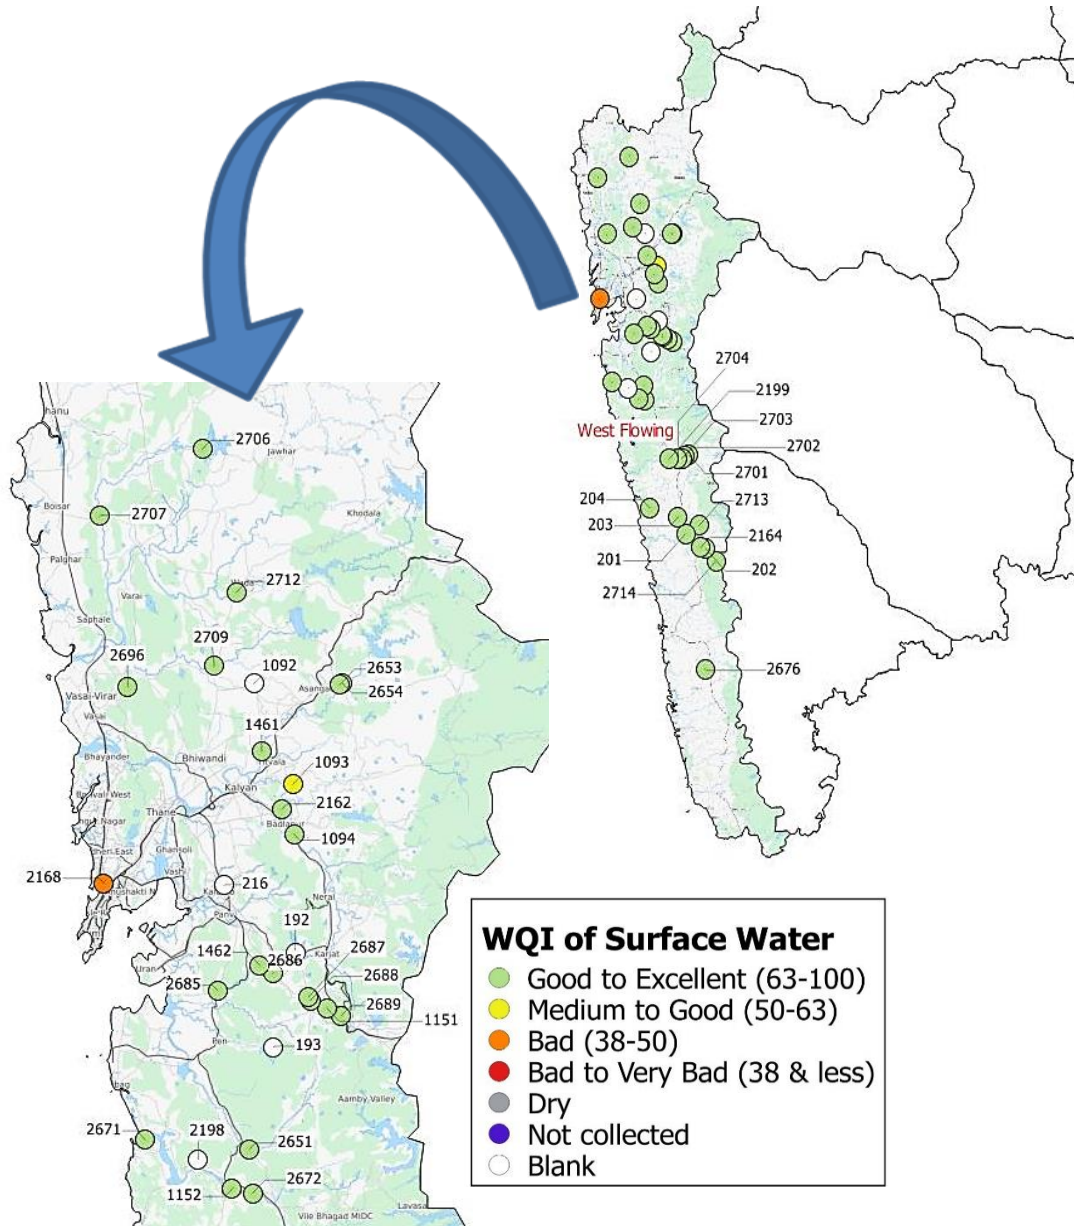 2704
2199
2703
West Flowing
2702
2701
2713
204
203
2164
201
202
2714
2676
2706
Jawhar
Boisar
2707
Khodala
Palghar
2712
Varai
Saphale
2709
2696
1092
2653
Vasai-Virar
Asangaon
2654
Vasai
1461
Bhayander
Bhiwandi
1093
Kalyan
Thane
2162
Badlapur
1094
Ghansoli
2168
Vashi
216
Neral
192
Karjat
2687
1462
2686
2688
Uran
2685
2689
1151
Pen
193
Aamby Valley
2671
2198
2651
2672
1152
Lavasa
Vile Bhagad MIDC
WQI of Surface Water
Good to Excellent (63-100)
Medium to Good (50-63)
Bad (38-50)
Bad to Very Bad (38 & less)
Dry
Not collected
Blank